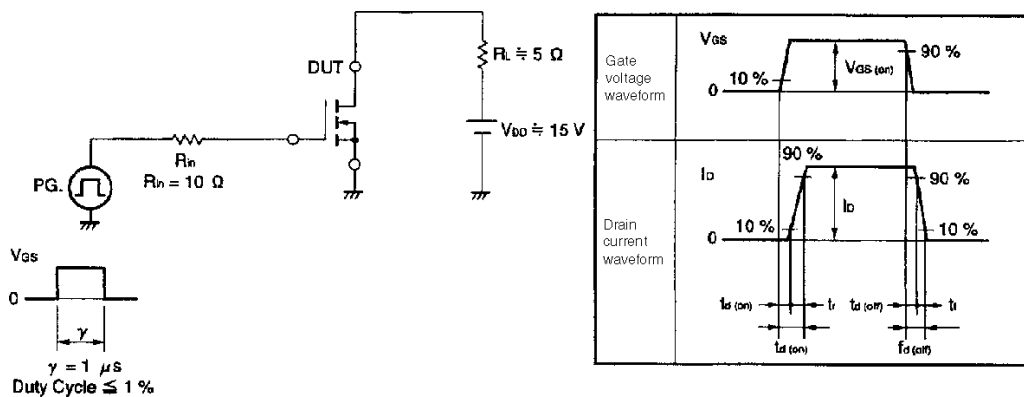 DUT
RL ≒ 5 Ω
VDD ≒ 15 V
Rin
Rin = 10 Ω
PG.
VGS
0
γ
γ = 1 μs
Duty Cycle ≦ 1 %
Gate
voltage
waveform
VGS
90 %
VGS (on)
10 %
0
Drain
current
waveform
ID
90 %
90 %
ID
10 %
10 %
0
td (on)
tr
td (off)
tf
td (on)
fd (off)